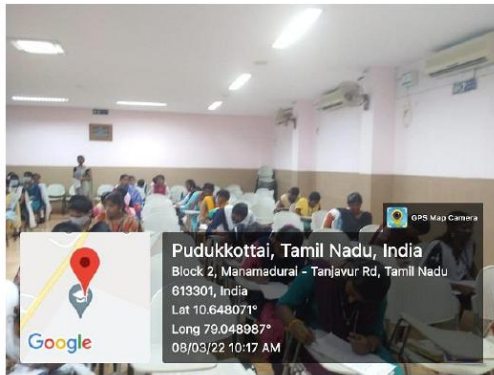 GPS Map Camera
Pudukkottai, Tamil Nadu, India
Block 2, Manamadurai - Tanjavur Rd, Tamil Nadu
613301, India
Lat 10.648071°
Long 79.048987°
08/03/22 10:17 AM
Google